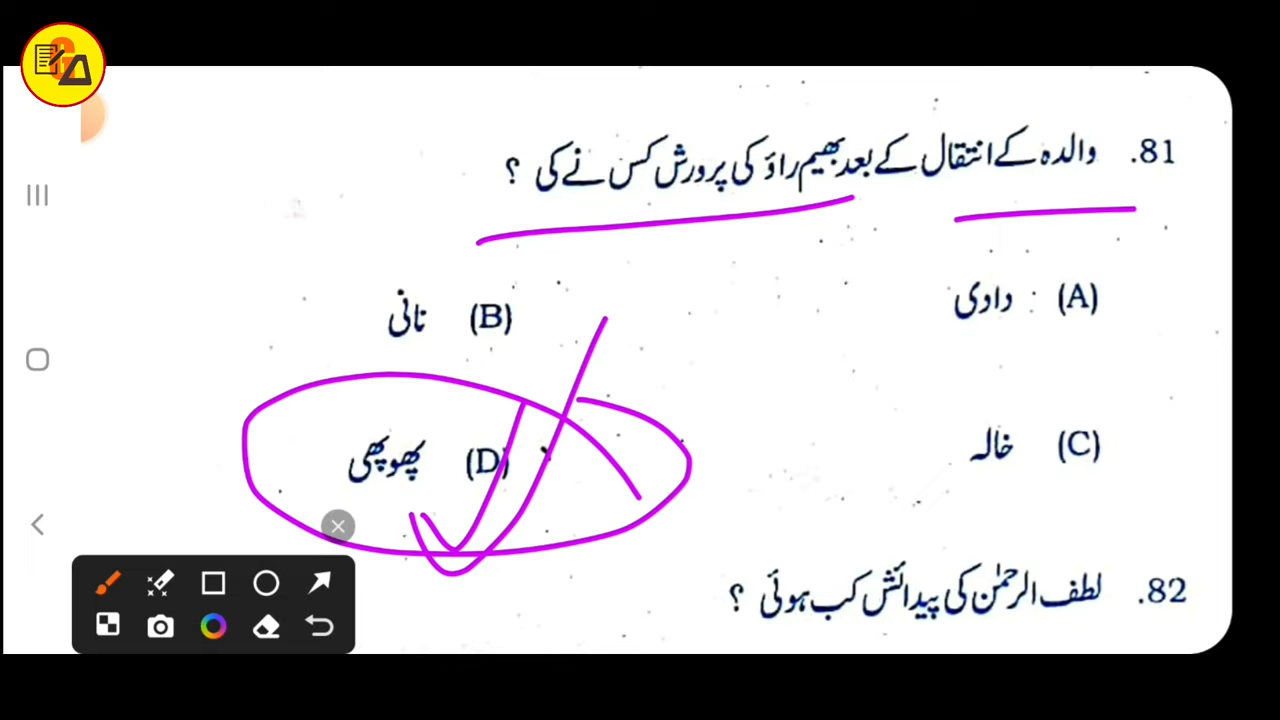 81. والدہ کے انتقال کے بعد بھیم راؤ کی پرورش کس نے کی ؟
(A) : دادی
(B) نانی
(C) خالہ
(D) پھوپھی
82. لطف الرحمٰن کی پیدائش کب ہوئی ؟